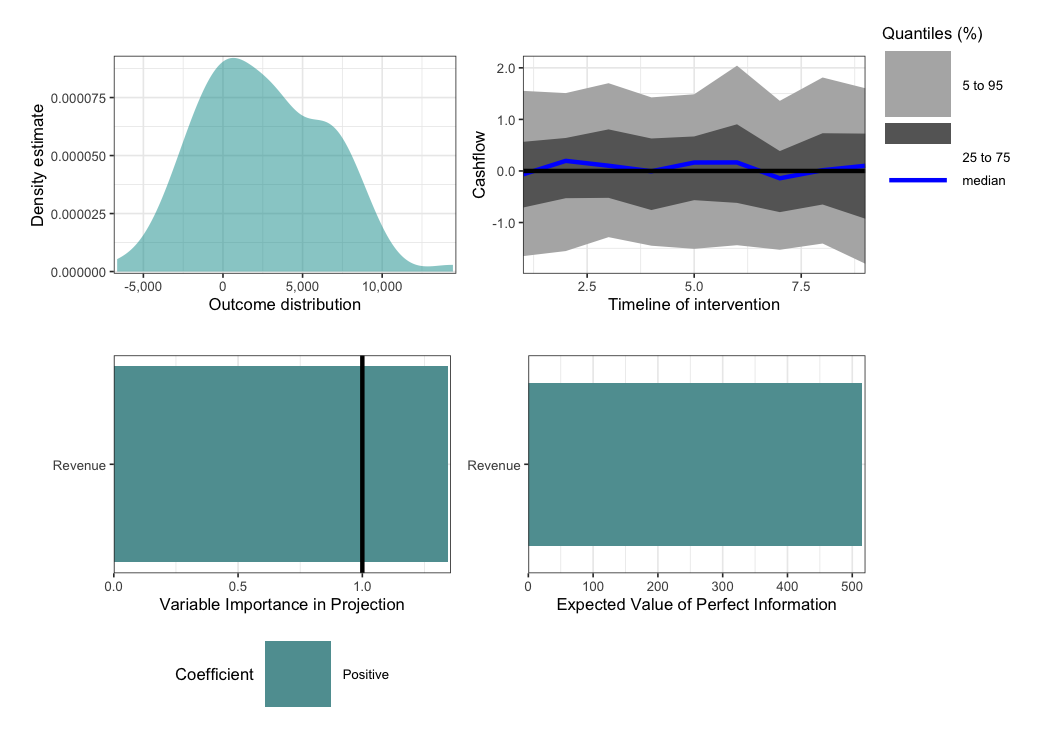 Density estimate
0.000075
0.000050
0.000025
0.000000
-5,000 0 5,000 10,000
Outcome distribution
Cashflow
2.0
1.0
0.0
-1.0
2.5 5.0 7.5
Timeline of intervention
Quantiles (%)
5 to 95
25 to 75
median
Revenue
0.0 0.5 1.0
Variable Importance in Projection
Coefficient Positive
Revenue
0 100 200 300 400 500
Expected Value of Perfect Information